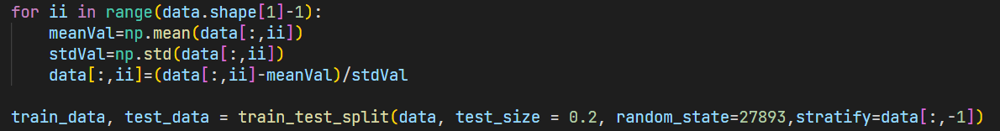 for ii in range(data.shape[1]-1):
    meanVal=np.mean(data[:,ii])
    stdVal=np.std(data[:,ii])
    data[:,ii]=(data[:,ii]-meanVal)/stdVal
train_data, test_data = train_test_split(data, test_size = 0.2, random_state=27893,stratify=data[:,-1])